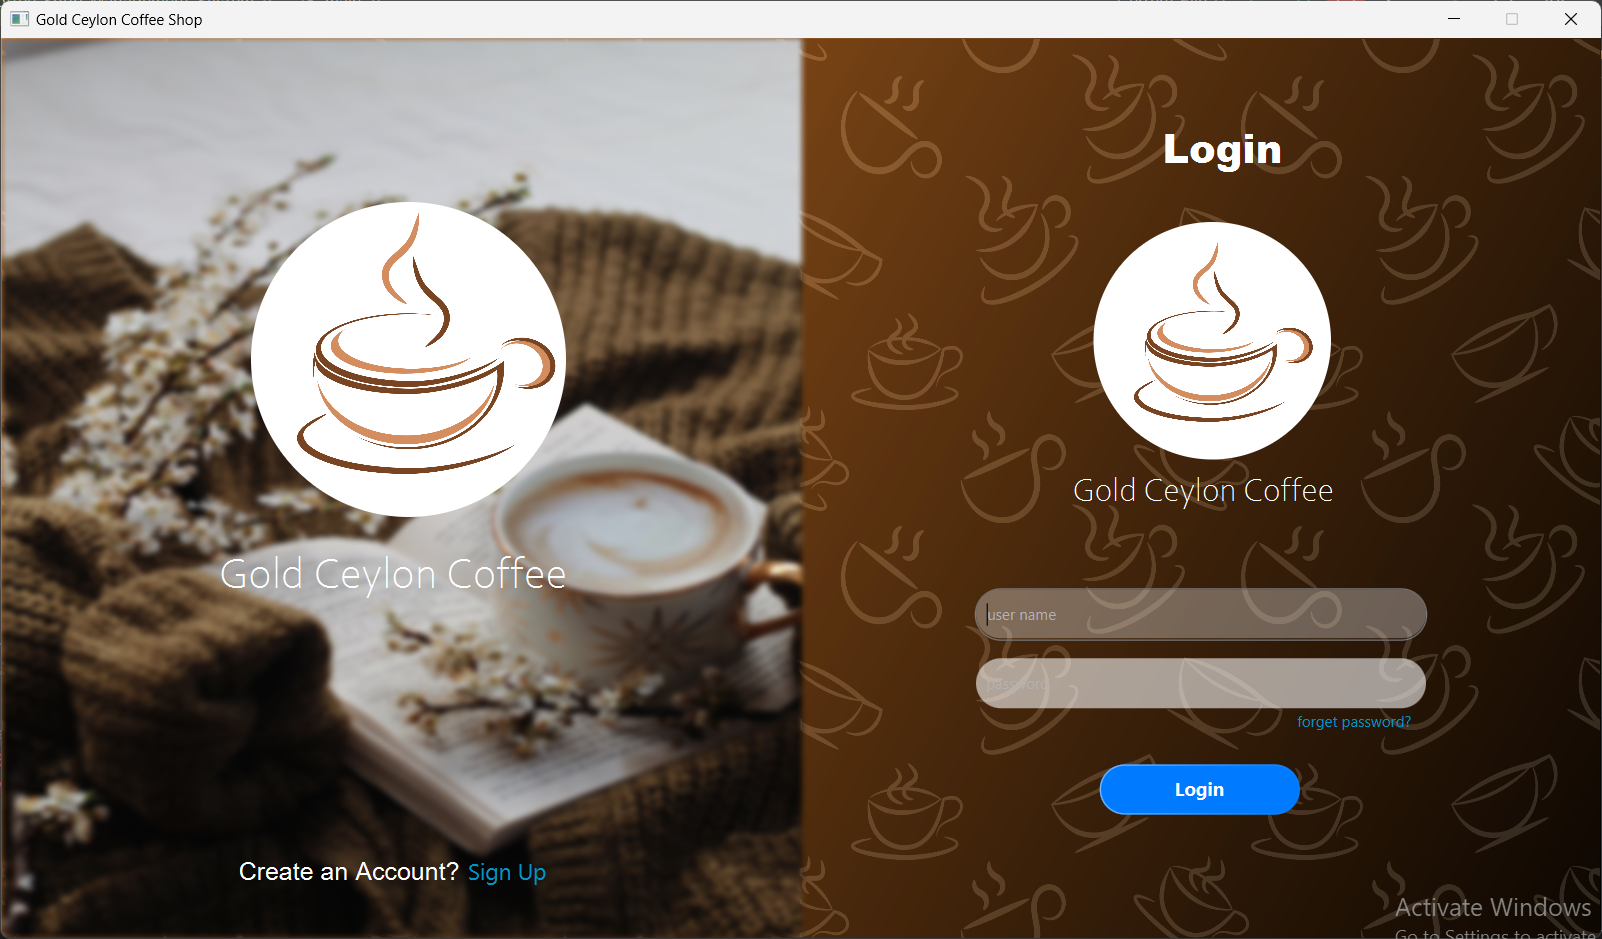 Gold Ceylon Coffee Shop
Gold Ceylon Coffee
Create an Account? Sign Up
Login
Gold Ceylon Coffee
user name
password
forget password?
Login
Activate Windows
Go to Settings to activate